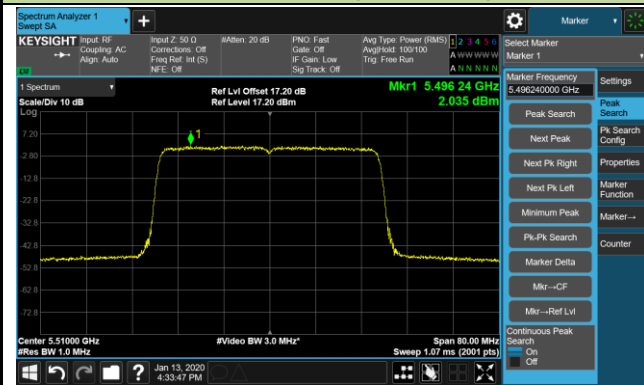 Spectrum Analyzer 1
Swept SA
Marker
KEYSIGHT
Input: RF
Coupling: AC
Align: Auto
Input Z: 50 Ω
Corrections: Off
Freq Ref: Int (S)
NFE: Off
#Atten: 20 dB
PNO: Fast
Gate: Off
IF Gain: Low
Sig Track: Off
Avg Type: Power (RMS)
Avg|Hold: 100/100
Trig: Free Run
1 2 3 4 5 6
A W W W W W
A N N N N N
Select Marker
Marker 1
1 Spectrum
Scale/Div 10 dB
Ref Lvl Offset 17.20 dB
Ref Level 17.20 dBm
Mkr1 5.496 24 GHz
2.035 dBm
Log
7.20
-2.80
-12.8
-22.8
-32.8
-42.8
-52.8
-62.8
-72.8
1
Center 5.51000 GHz
#Res BW 1.0 MHz
#Video BW 3.0 MHz*
Span 80.00 MHz
Sweep 1.07 ms (2001 pts)
Marker Frequency
5.496240000 GHz
Peak Search
Next Peak
Next Pk Right
Next Pk Left
Minimum Peak
Pk-Pk Search
Marker Delta
Mkr→CF
Mkr→Ref Lvl
Continuous Peak
Search
On
Off
Settings
Peak
Search
Pk Search
Config
Properties
Marker
Function
Marker→
Counter
?
Jan 13, 2020
4:33:47 PM